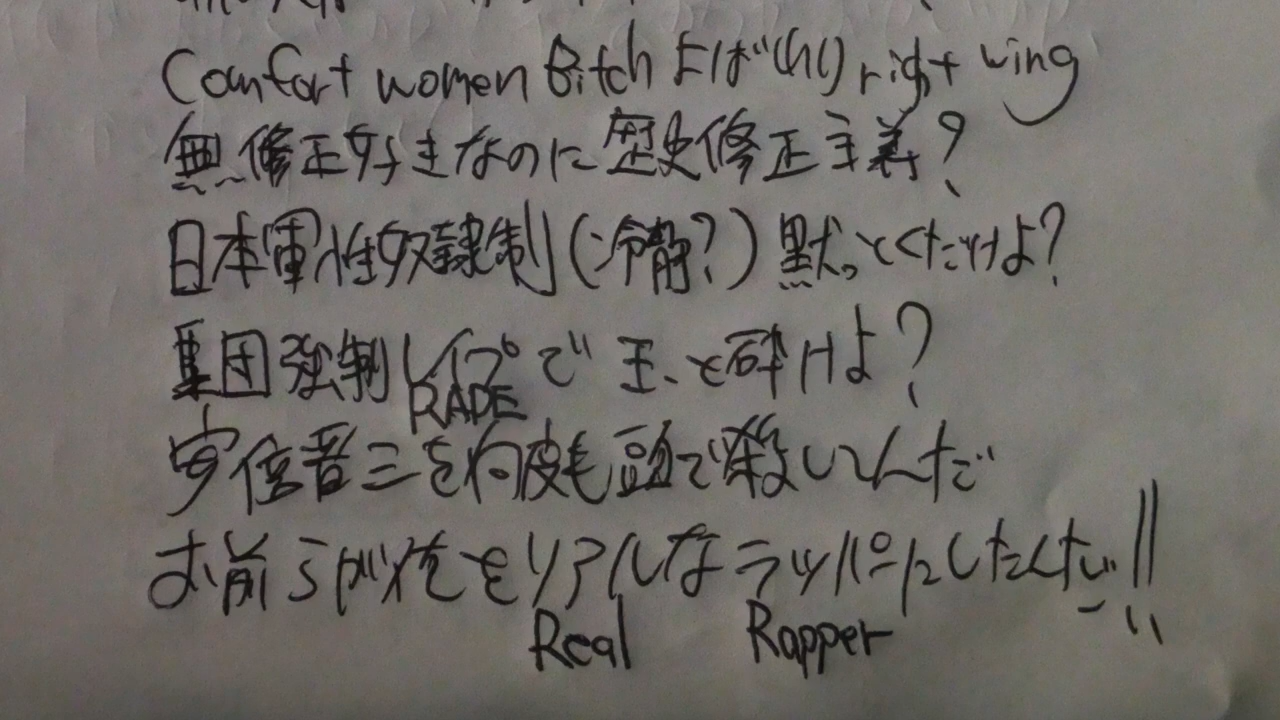 Comfort women Bitch よばわり right wing
無修正好きなのに歴史修正主義?
日本軍性奴隷制(冷静?)黙っとくだけよ?
集団強制レイプで玉と砕けよ?
RAPE
安倍晋三を何度も頭で殺してんだ
お前らが俺をリアルなラッパーにしたんだ!!
Real Rapper